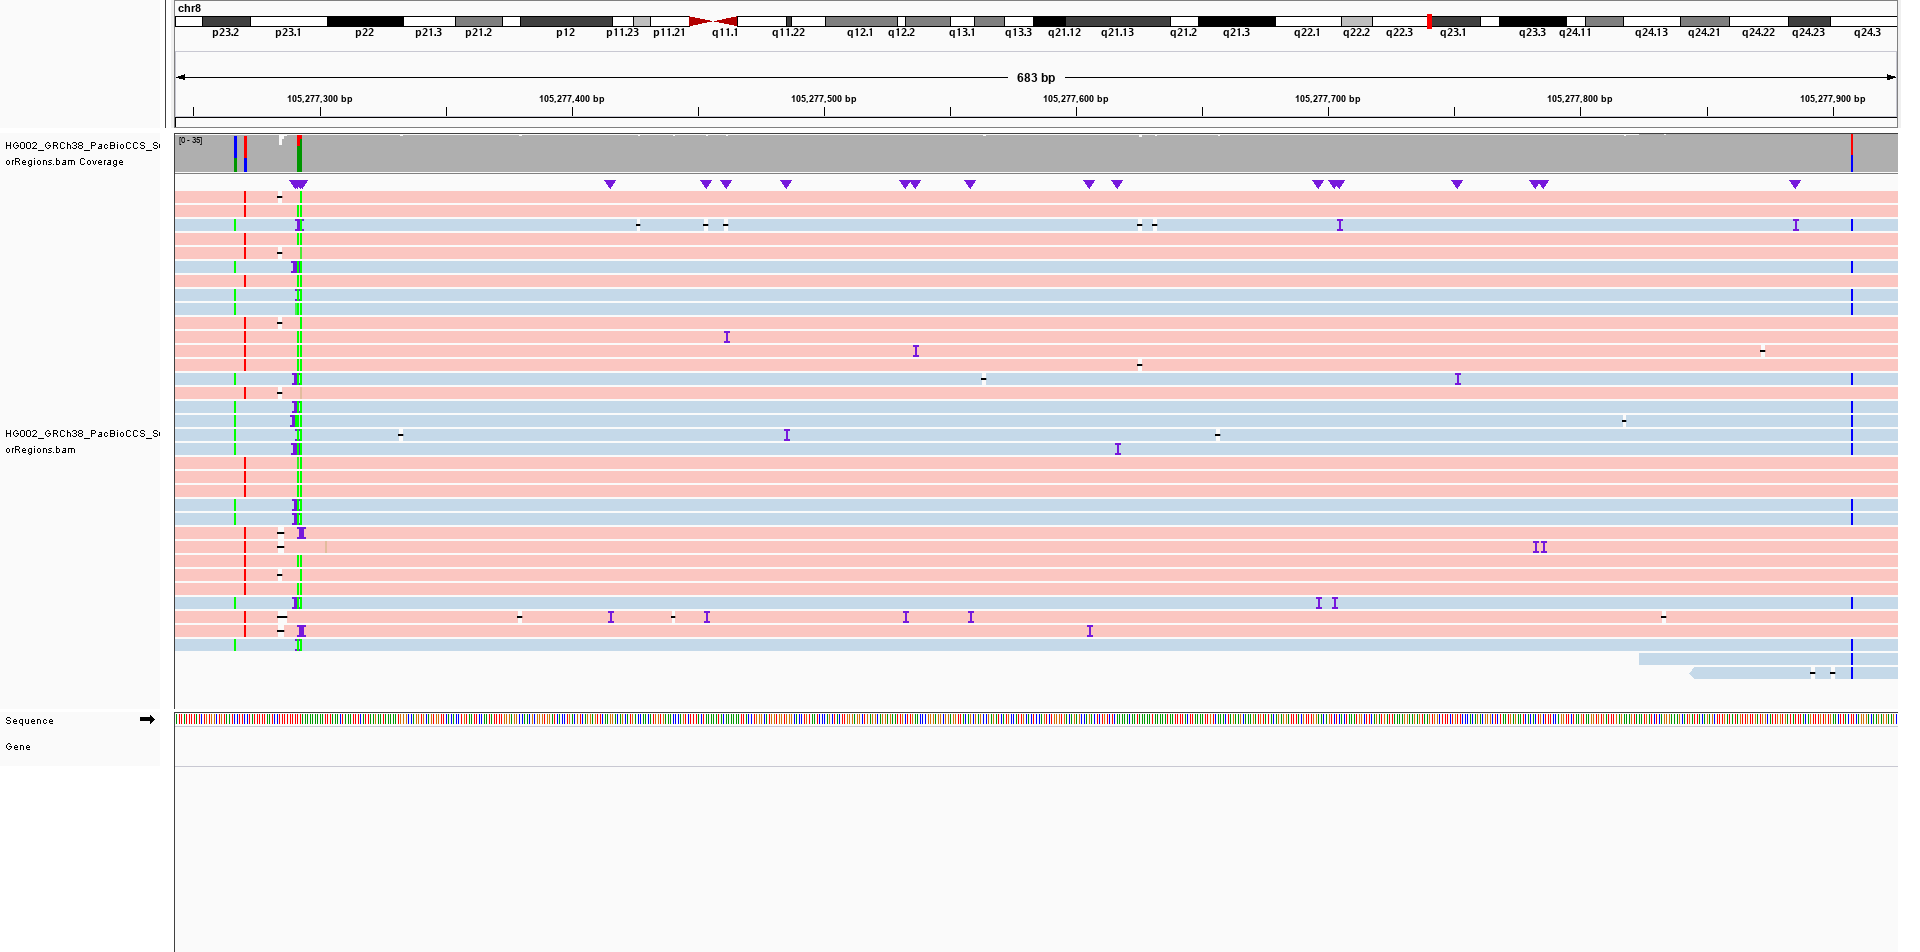 chr8
p23.2 p23.1 p22 p21.3 p21.2 p12 p11.23 p11.21 q11.1 q11.22 q12.1 q12.2 q13.1 q13.3 q21.12 q21.13 q21.2 q21.3 q22.1 q22.2 q22.3 q23.1 q23.3 q24.11 q24.13 q24.21 q24.22 q24.23 q24.3
683 bp
105,277,300 bp 105,277,400 bp 105,277,500 bp 105,277,600 bp 105,277,700 bp 105,277,800 bp 105,277,900 bp
[0 - 35]
HG002_GRCh38_PacBioCCS_S
orRegions.bam Coverage
HG002_GRCh38_PacBioCCS_S
orRegions.bam
Sequence
Gene